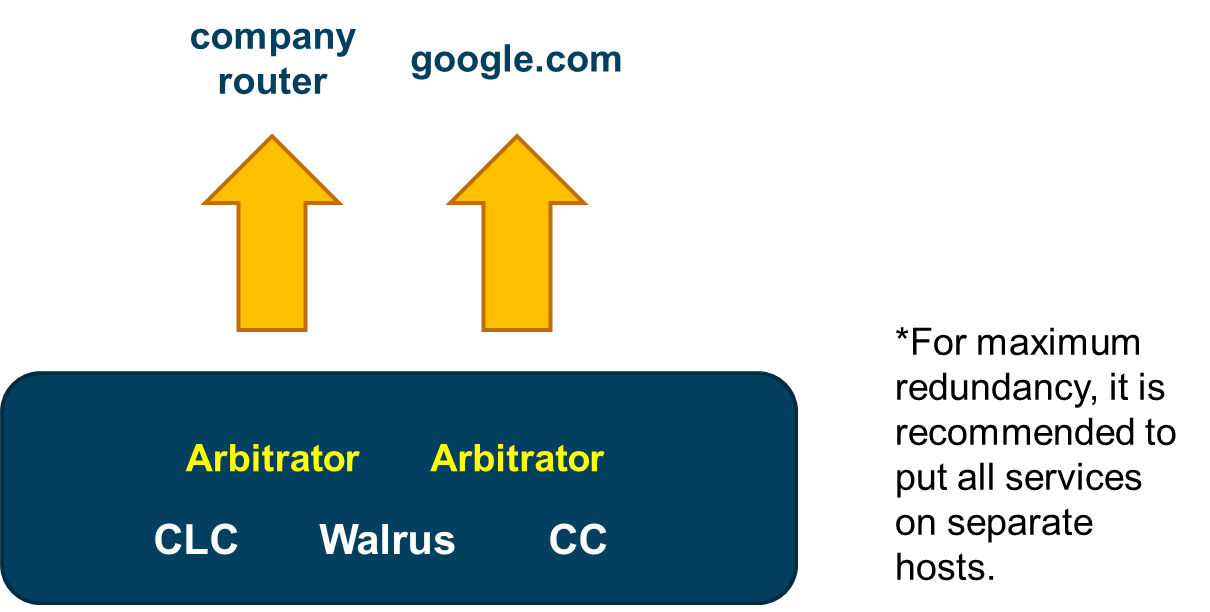 company
router
google.com
Arbitrator Arbitrator
CLC Walrus CC
*For maximum
redundancy, it is
recommended to
put all services
on separate
hosts.